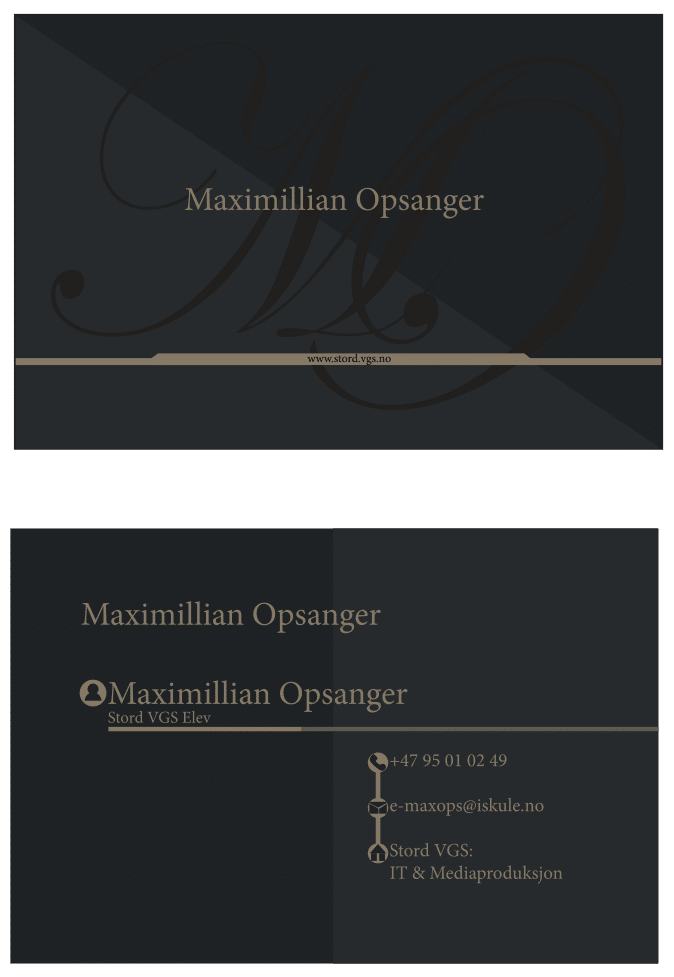 Maximillian Opsanger
www.stord.vgs.no
Maximillian Opsanger
Maximillian Opsanger
Stord VGS Elev
+47 95 01 02 49
e-maxops@iskule.no
Stord VGS:
IT & Mediaproduksjon